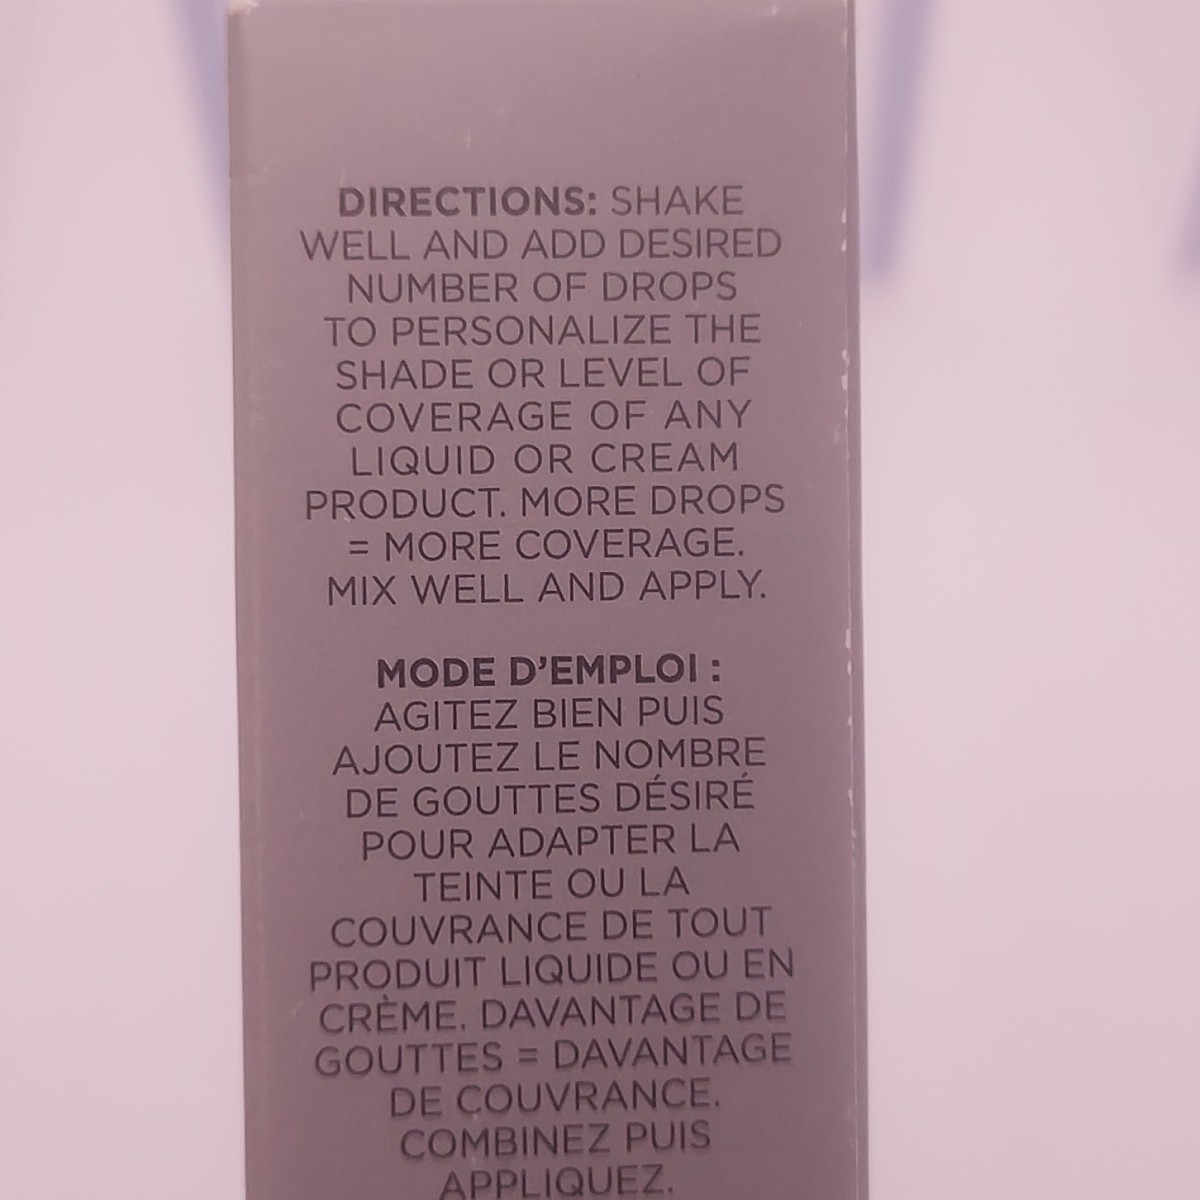 DIRECTIONS: SHAKE
WELL AND ADD DESIRED
NUMBER OF DROPS
TO PERSONALIZE THE
SHADE OR LEVEL OF
COVERAGE OF ANY
LIQUID OR CREAM
PRODUCT. MORE DROPS
= MORE COVERAGE.
MIX WELL AND APPLY.
MODE D'EMPLOI :
AGITEZ BIEN PUIS
AJOUTEZ LE NOMBRE
DE GOUTTES DÉSIRÉ
POUR ADAPTER LA
TEINTE OU LA
COUVRANCE DE TOUT
PRODUIT LIQUIDE OU EN
CRÈME. DAVANTAGE DE
GOUTTES = DAVANTAGE
DE COUVRANCE.
COMBINEZ PUIS
APPLIQUEZ.